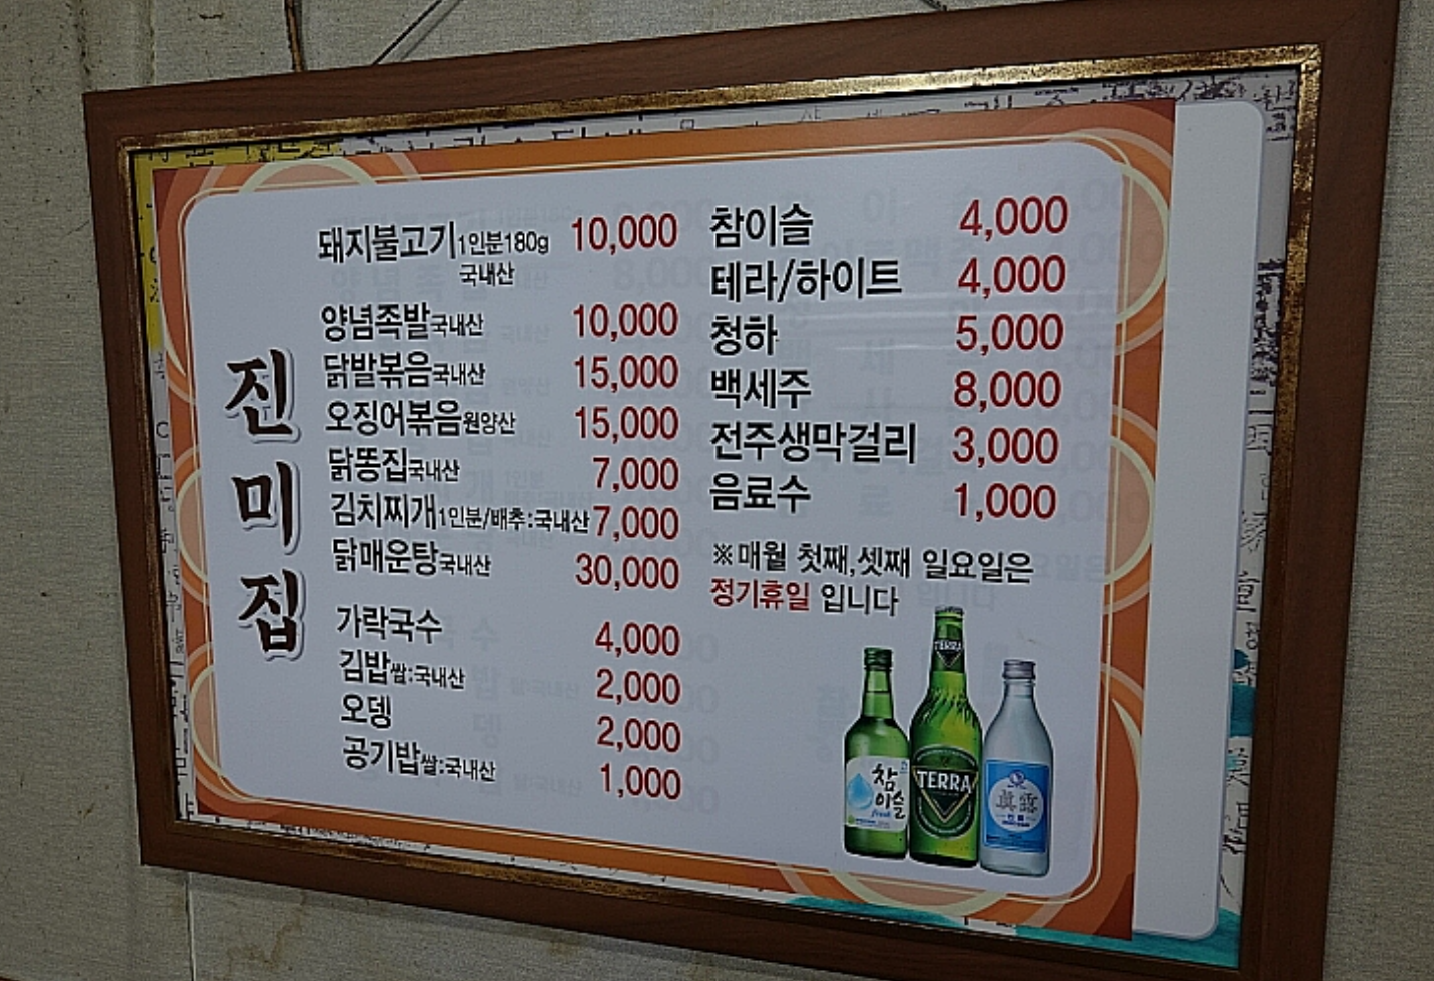 진미집
돼지불고기 1인분180g 10,000
국내산
양념족발 국내산 10,000
닭발볶음 국내산 15,000
오징어볶음 원양산 15,000
닭똥집 국내산 7,000
김치찌개 1인분/배추:국내산 7,000
닭매운탕 국내산 30,000
가락국수 4,000
김밥 쌀:국내산 2,000
오뎅 2,000
공기밥 쌀:국내산 1,000
참이슬 4,000
테라/하이트 4,000
청하 5,000
백세주 8,000
전주생막걸리 3,000
음료수 1,000
※매월 첫째,셋째 일요일은
정기휴일 입니다
참
이슬
fresh
TERRA
TERRA
眞露